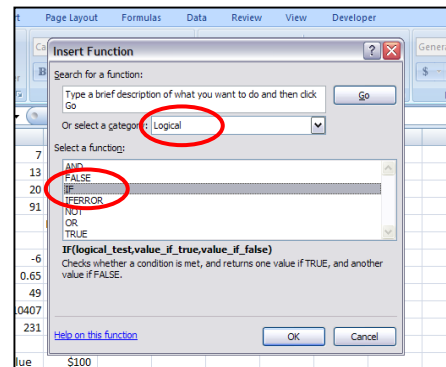 Page Layout Formulas Data Review View Developer
Insert Function
Search for a function:
Type a brief description of what you want to do and then click
Go
Go
Or select a category: Logical
Select a function:
AND
FALSE
IF
IFERROR
NOT
OR
TRUE
IF(logical_test,value_if_true,value_if_false)
Checks whether a condition is met, and returns one value if TRUE, and another
value if FALSE.
Help on this function
OK Cancel
B
Genera
$
7
13
20
91
-6
0.65
49
0407
231
lue $100